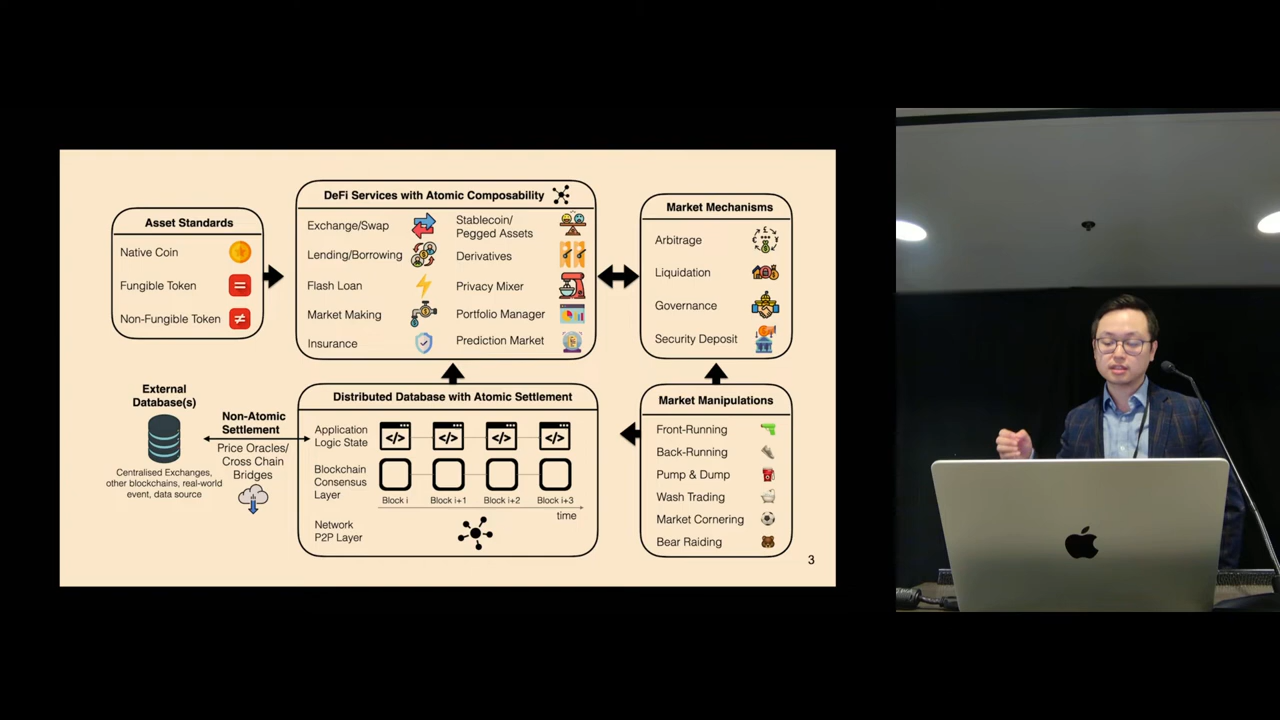 Asset Standards
Native Coin
Fungible Token
Non-Fungible Token
DeFi Services with Atomic Composability
Exchange/Swap
Lending/Borrowing
Flash Loan
Market Making
Insurance
Stablecoin/
Pegged Assets
Derivatives
Privacy Mixer
Portfolio Manager
Prediction Market
Market Mechanisms
Arbitrage
Liquidation
Governance
Security Deposit
External
Database(s)
Centralised Exchanges,
other blockchains, real-world
event, data source
Non-Atomic
Settlement
Price Oracles/
Cross Chain
Bridges
Distributed Database with Atomic Settlement
Application
Logic State
</> </> </> </>
Blockchain
Consensus
Layer
Block i Block i+1 Block i+2 Block i+3
time
Network
P2P Layer
Market Manipulations
Front-Running
Back-Running
Pump & Dump
Wash Trading
Market Cornering
Bear Raiding
3